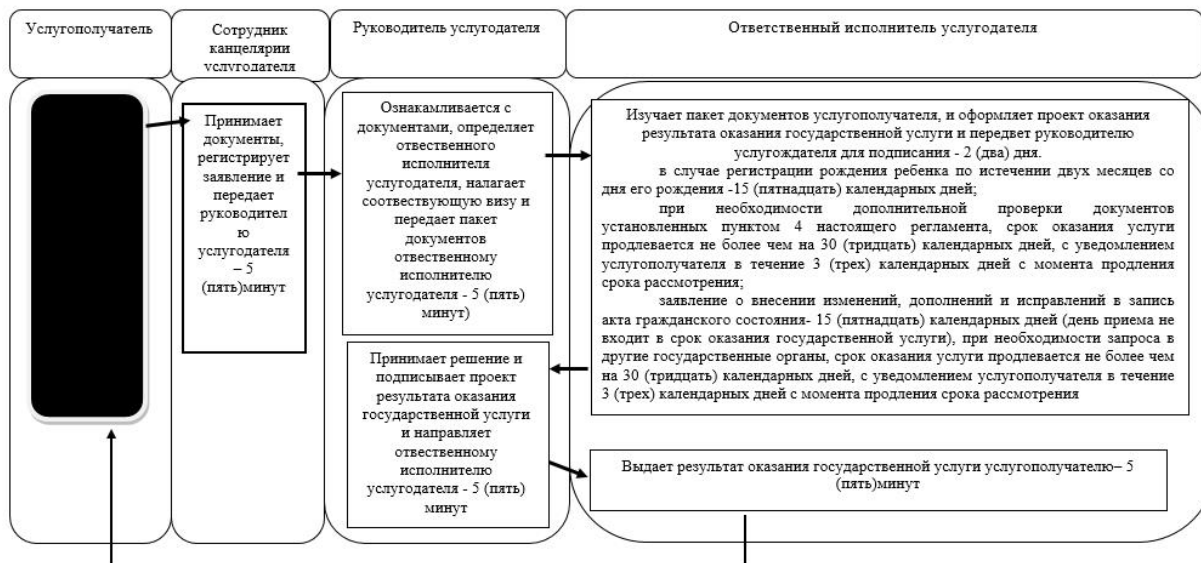 Услугополучатель
Сотрудник
канцелярии
услугодателя
Руководитель услугодателя
Ответственный исполнитель услугодателя
Принимает
документы,
регистрирует
заявление и
передает
руководител
ю
услугодателя
– 5
(пять)минут
Ознакамливается с
документами, определяет
отвественного
исполнителя
услугодателя, налагает
соотвествующую визу и
передает пакет
документов
отвественному
исполнителю
услугодателя - 5 (пять)
минут)
Изучает пакет документов услугополучателя, и оформляет проект оказания
результата оказания государственной услуги и передвет руководителю
услугождателя для подписания - 2 (два) дня.
в случае регистрации рождения ребенка по истечении двух месяцев со
дня его рождения -15 (пятнадцать) календарных дней;
при необходимости дополнительной проверки документов
установленных пунктом 4 настоящего регламента, срок оказания услуги
продлевается не более чем на 30 (тридцать) календарных дней, с уведомлением
услугополучателя в течение 3 (трех) календарных дней с момента продления
срока рассмотрения;
заявление о внесении изменений, дополнений и исправлений в запись
акта гражданского состояния- 15 (пятнадцать) календарных дней (день приема не
входит в срок оказания государственной услуги), при необходимости запроса в
другие государственные органы, срок оказания услуги продлевается не более чем
на 30 (тридцать) календарных дней, с уведомлением услугополучателя в течение
3 (трех) календарных дней с момента продления срока рассмотрения
Принимает решение и
подписывает проект
результата оказания
государственной услуги
и направляет
отвественному
исполнителю
услугодателя - 5 (пять)
минут
Выдает результат оказания государственной услуги услугополучателю– 5
(пять)минут